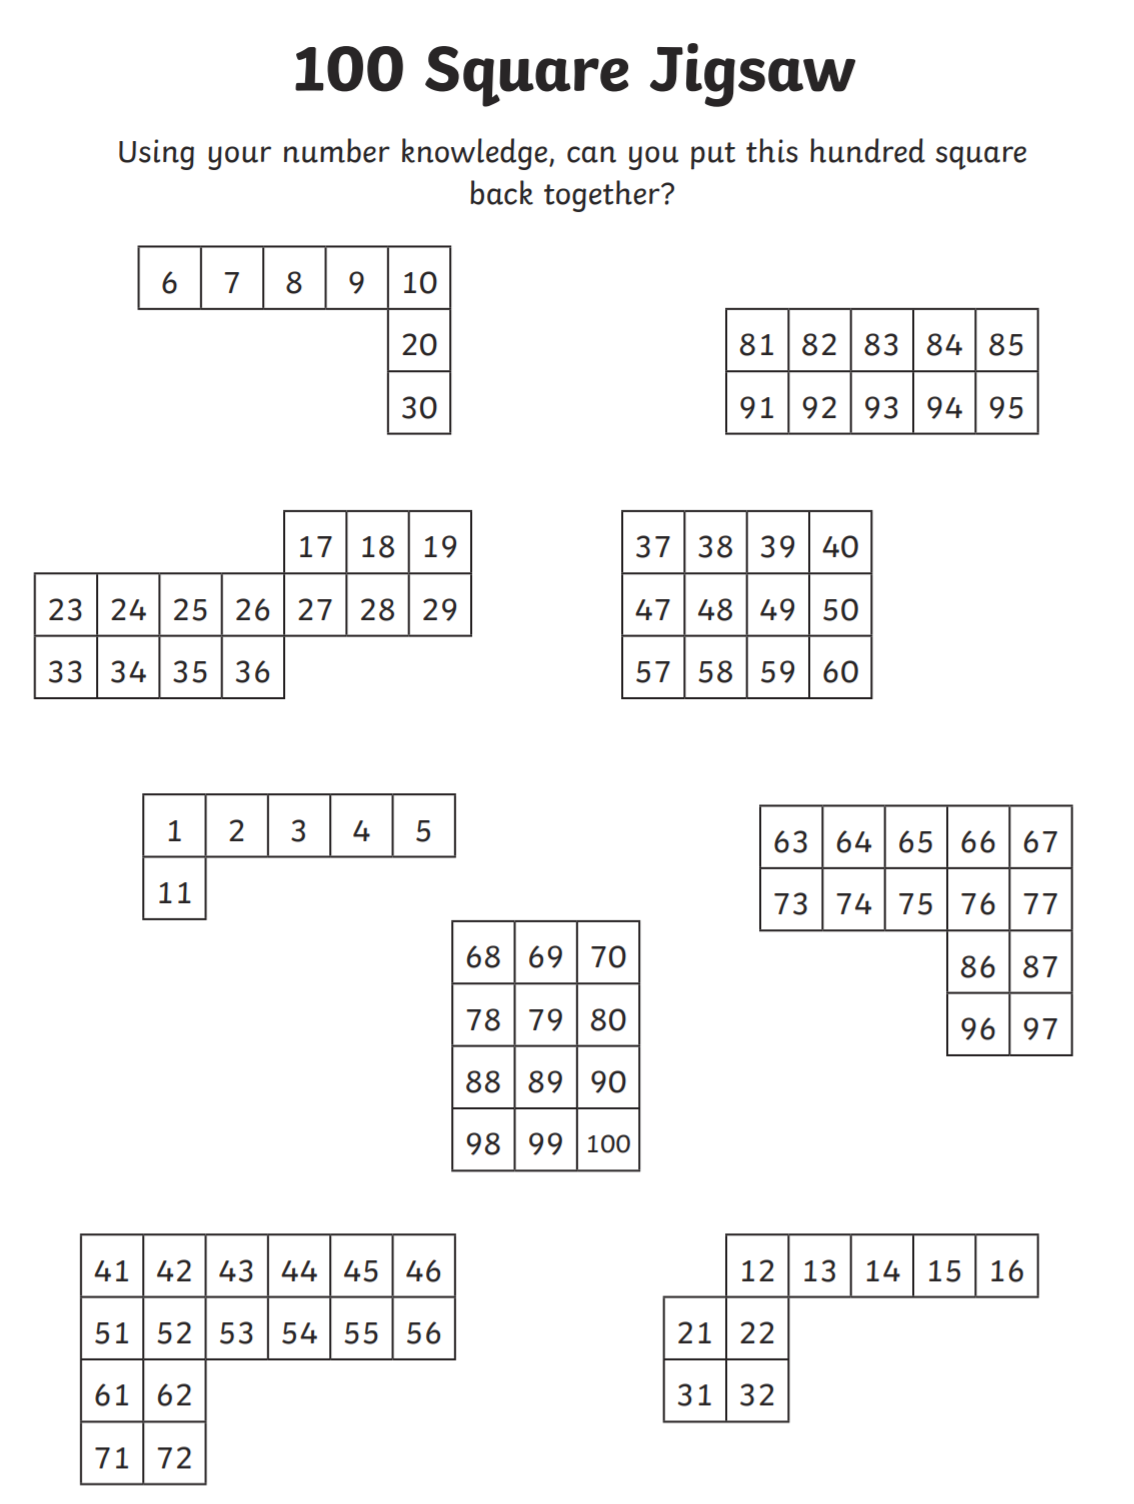 100 Square Jigsaw
Using your number knowledge, can you put this hundred square
back together?
6 7 8 9 10
20
30
81 82 83 84 85
91 92 93 94 95
17 18 19
23 24 25 26 27 28 29
33 34 35 36
37 38 39 40
47 48 49 50
57 58 59 60
1 2 3 4 5
11
63 64 65 66 67
73 74 75 76 77
86 87
96 97
68 69 70
78 79 80
88 89 90
98 99 100
41 42 43 44 45 46
51 52 53 54 55 56
61 62
71 72
12 13 14 15 16
21 22
31 32